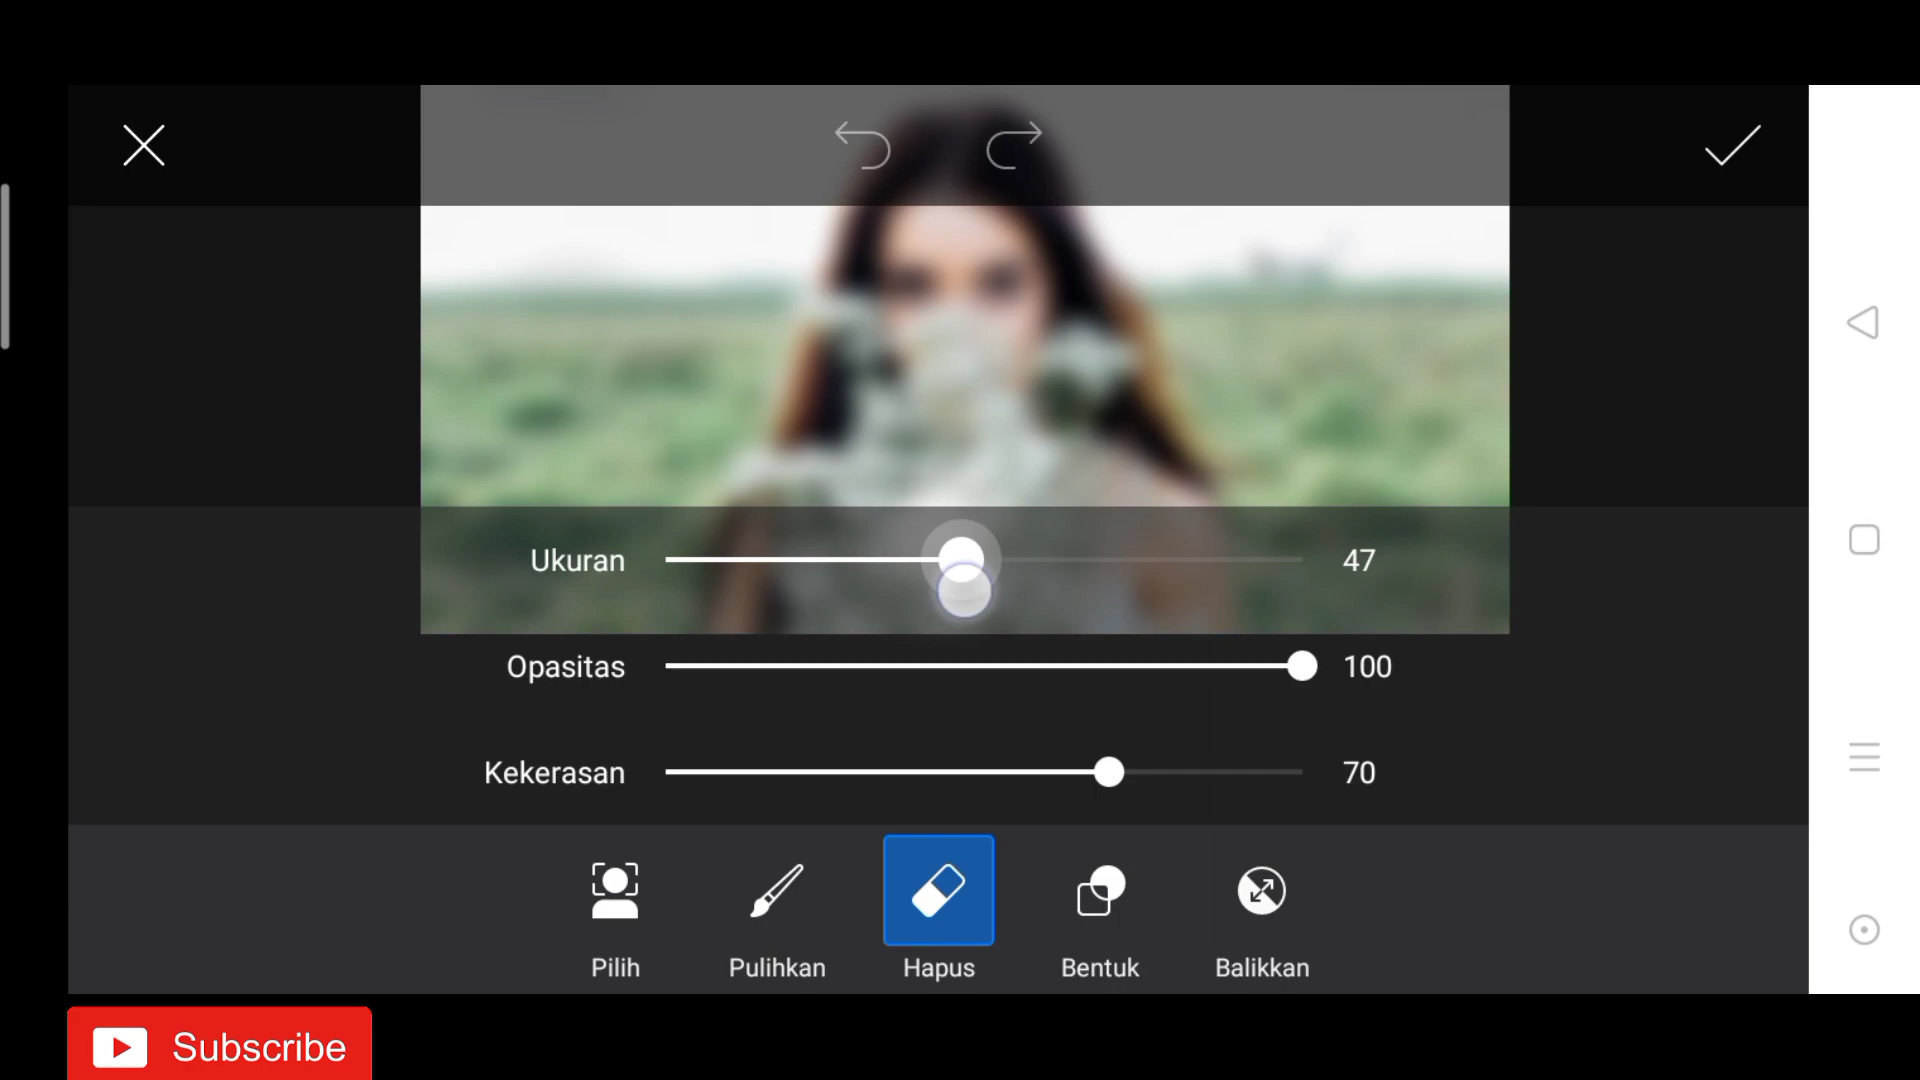 Ukuran 47
Opasitas 100
Kekerasan 70
Pilih Pulihkan Hapus Bentuk Balikkan
Subscribe